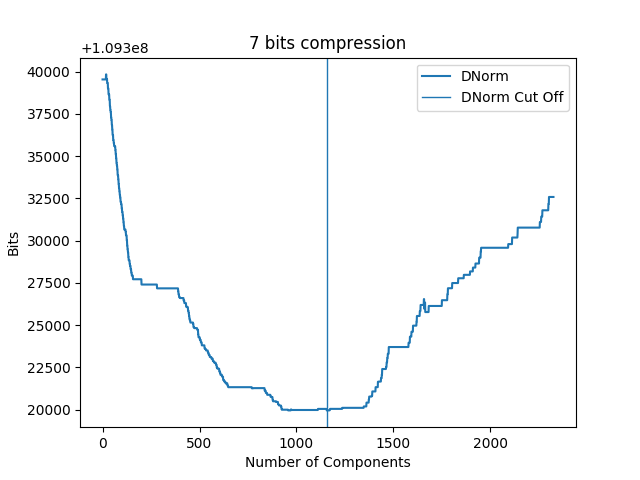 7 bits compression
+1.093e8
40000
37500
35000
32500
30000
27500
25000
22500
20000
Bits
DNorm
DNorm Cut Off
0 500 1000 1500 2000
Number of Components